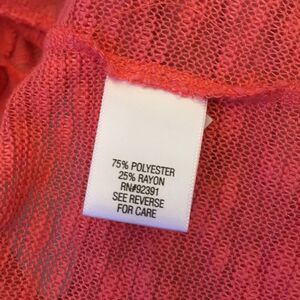 75% POLYESTER
25% RAYON
RN#92391
SEE REVERSE
FOR CARE